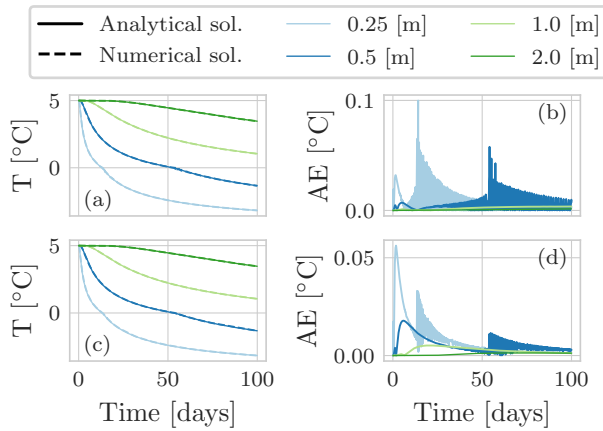 Analytical sol.
Numerical sol.
0.25 [m]
0.5 [m]
1.0 [m]
2.0 [m]
T [°C]
5
0
(a)
AE [°C]
0.1
0.0
(b)
T [°C]
5
0
(c)
0 50 100
Time [days]
AE [°C]
0.05
0.00
(d)
0 50 100
Time [days]